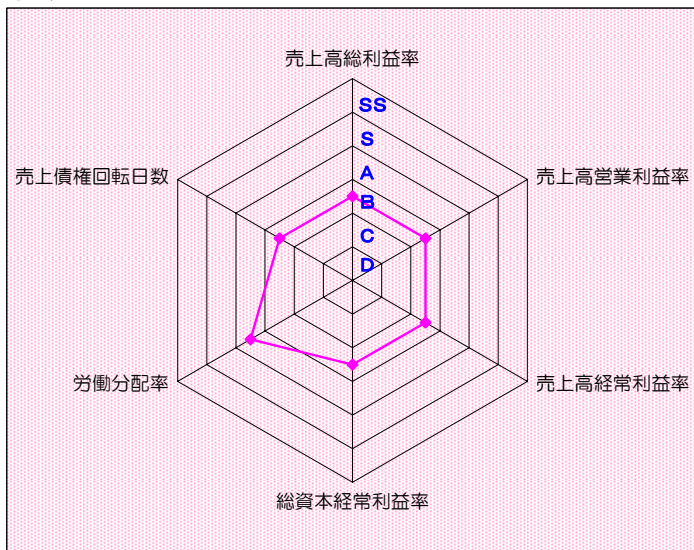 売上高総利益率
SS
S
A
B
C
D
売上債権回転日数
売上高営業利益率
労働分配率
売上高経常利益率
総資本経常利益率